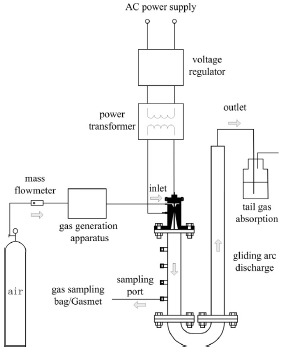 AC power supply
voltage
regulator
power
transformer
outlet
mass
flowmeter
inlet
gas generation
apparatus
tail gas
absorption
gliding arc
discharge
air
sampling
port
gas sampling
bag/Gasmet